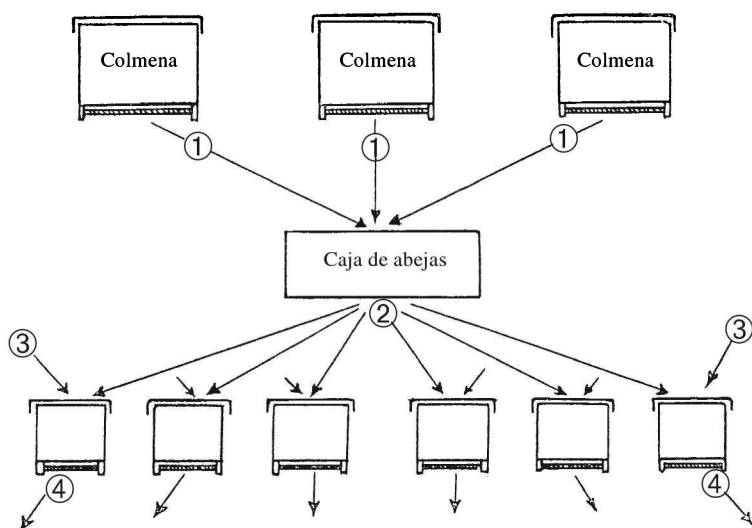 Colmena
Colmena
Colmena
①
①
①
Caja de abejas
②
③
③
④
④